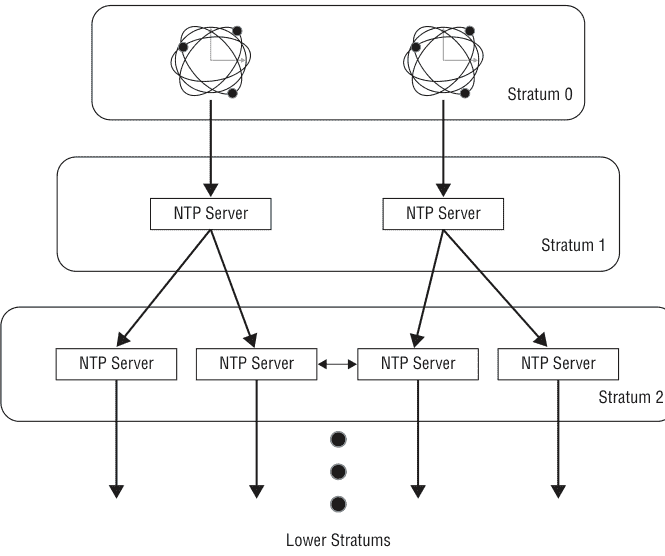 Stratum 0
NTP Server
NTP Server
Stratum 1
NTP Server
NTP Server
NTP Server
NTP Server
Stratum 2
Lower Stratums